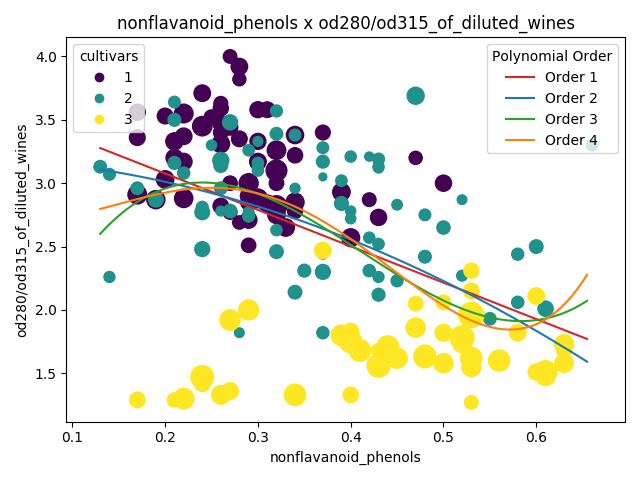 nonflavanoid_phenols x od280/od315_of_diluted_wines
cultivars
1
2
3
Polynomial Order
Order 1
Order 2
Order 3
Order 4
od280/od315_of_diluted_wines
4.0
3.5
3.0
2.5
2.0
1.5
0.1 0.2 0.3 0.4 0.5 0.6
nonflavanoid_phenols